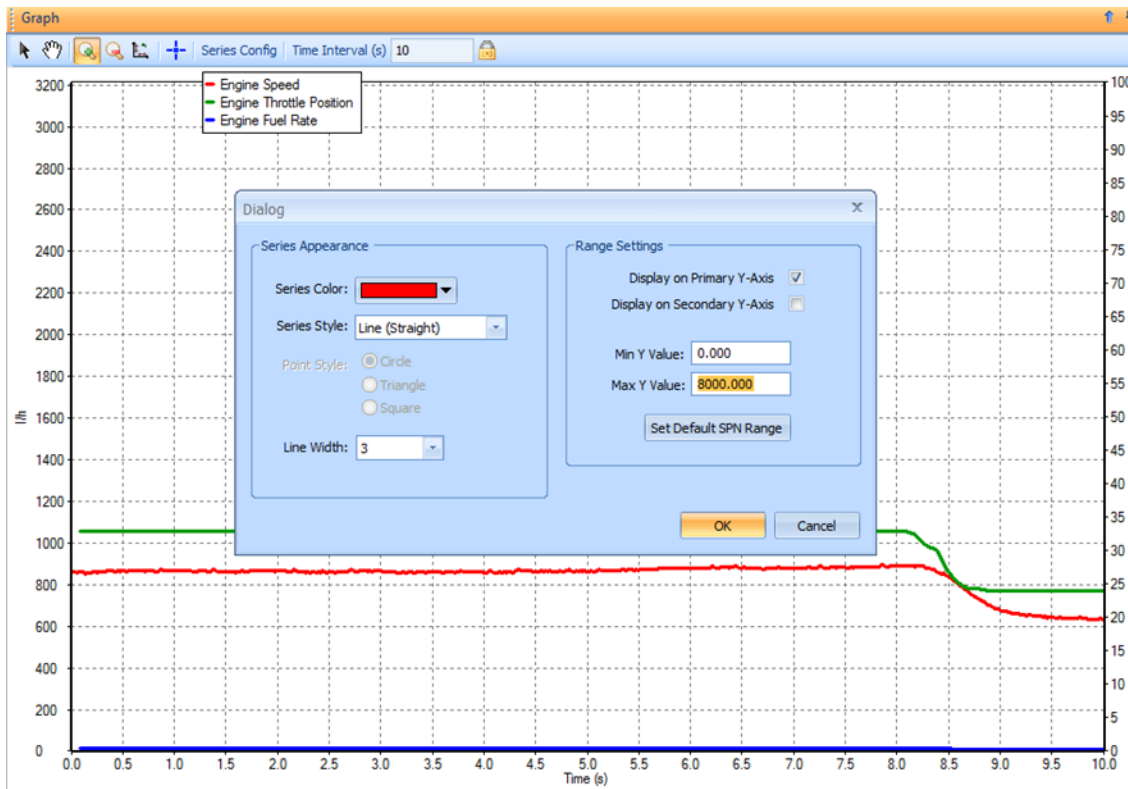 Graph
Series Config Time Interval (s) 10
Engine Speed
Engine Throttle Position
Engine Fuel Rate
3200
3000
2800
2600
2400
2200
2000
1800
1600
1400
1200
1000
800
600
400
200
0
l/h
100
95
90
85
80
75
70
65
60
55
50
45
40
35
30
25
20
15
10
5
0
Dialog
Series Appearance
Series Color:
Series Style: Line (Straight)
Point Style: Circle
Triangle
Square
Line Width: 3
Range Settings
Display on Primary Y-Axis
Display on Secondary Y-Axis
Min Y Value: 0.000
Max Y Value: 8000.000
Set Default SPN Range
OK Cancel
0.0 0.5 1.0 1.5 2.0 2.5 3.0 3.5 4.0 4.5 5.0 5.5 6.0 6.5 7.0 7.5 8.0 8.5 9.0 9.5 10.0
Time (s)